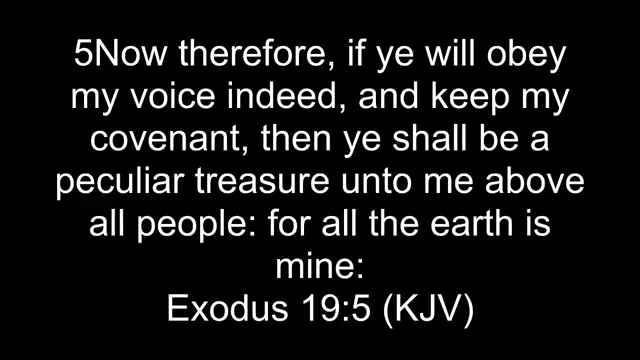 5Now therefore, if ye will obey
my voice indeed, and keep my
covenant, then ye shall be a
peculiar treasure unto me above
all people: for all the earth is
mine:
Exodus 19:5 (KJV)